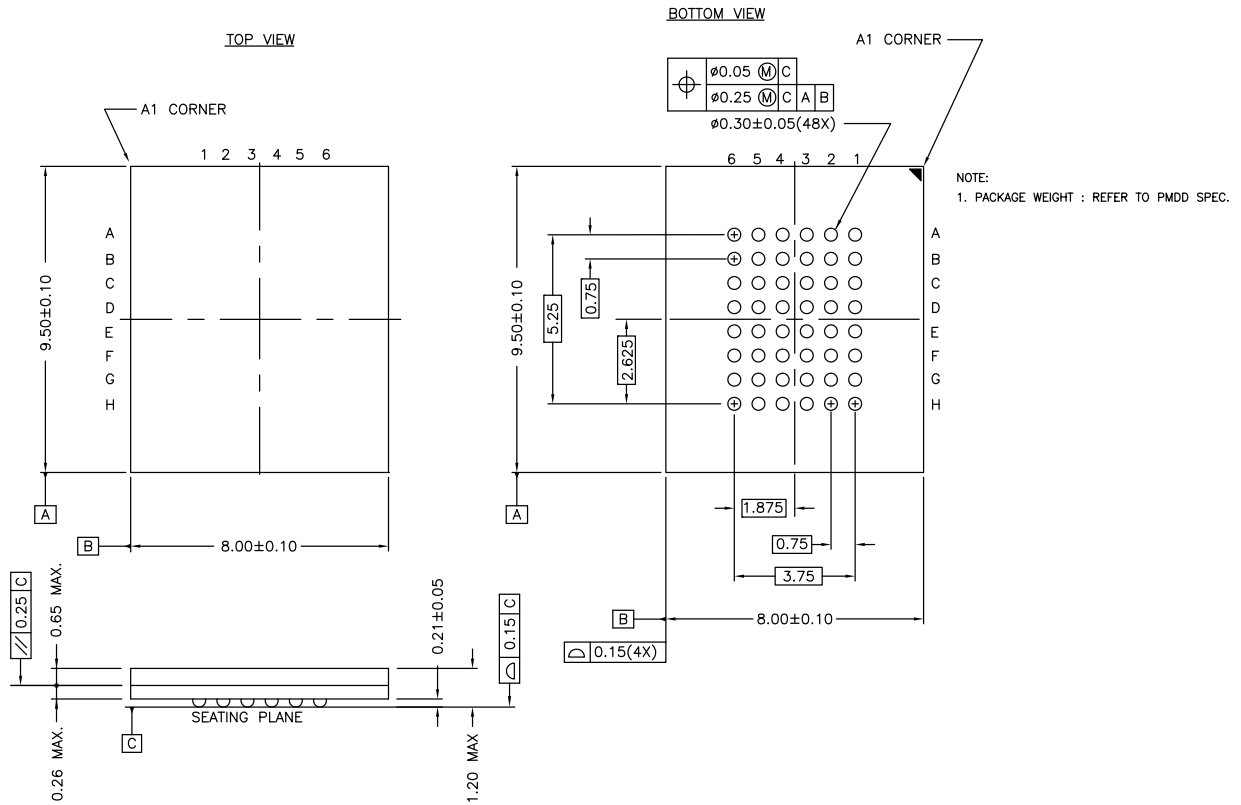 BOTTOM VIEW
TOP VIEW
A1 CORNER
A1 CORNER
⌀0.05 Ⓜ C
⌀0.25 Ⓜ C A B
⌀0.30±0.05(48X)
1 2 3 4 5 6
6 5 4 3 2 1
NOTE:
1. PACKAGE WEIGHT : REFER TO PMDD SPEC.
A
B
C
D
E
F
G
H
9.50±0.10
A
B
8.00±0.10
9.50±0.10
5.25
0.75
2.625
A
B
C
D
E
F
G
H
A
1.875
0.75
3.75
B
8.00±0.10
0.15(4X)
0.25 C
0.65 MAX.
0.26 MAX.
SEATING PLANE
C
0.21±0.05
0.15 C
1.20 MAX